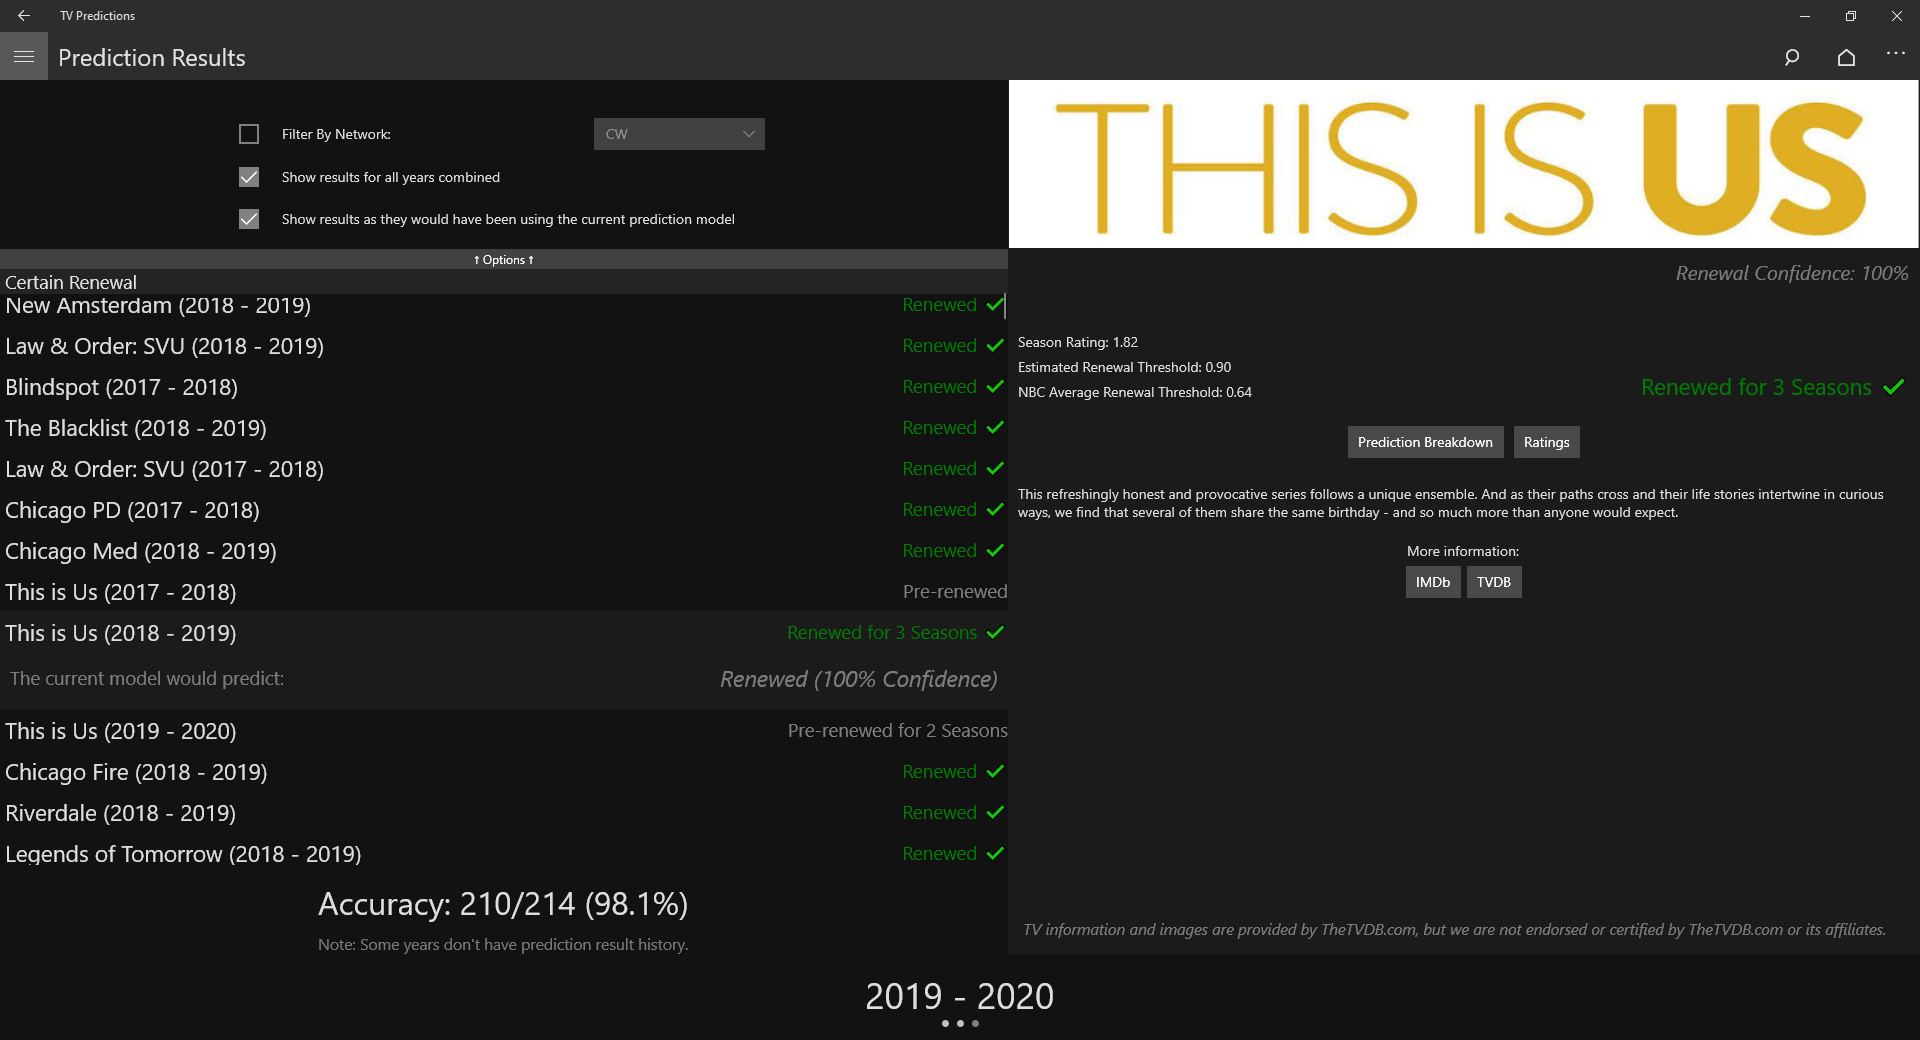 TV Predictions
Prediction Results
Filter By Network:
CW
Show results for all years combined
Show results as they would have been using the current prediction model
↑ Options ↑
Certain Renewal
New Amsterdam (2018 - 2019) Renewed
Law & Order: SVU (2018 - 2019) Renewed
Blindspot (2017 - 2018) Renewed
The Blacklist (2018 - 2019) Renewed
Law & Order: SVU (2017 - 2018) Renewed
Chicago PD (2017 - 2018) Renewed
Chicago Med (2018 - 2019) Renewed
This is Us (2017 - 2018) Pre-renewed
This is Us (2018 - 2019) Renewed for 3 Seasons
The current model would predict: Renewed (100% Confidence)
This is Us (2019 - 2020) Pre-renewed for 2 Seasons
Chicago Fire (2018 - 2019) Renewed
Riverdale (2018 - 2019) Renewed
Legends of Tomorrow (2018 - 2019) Renewed
Accuracy: 210/214 (98.1%)
Note: Some years don't have prediction result history.
THIS IS US
Renewal Confidence: 100%
Season Rating: 1.82
Estimated Renewal Threshold: 0.90
NBC Average Renewal Threshold: 0.64
Renewed for 3 Seasons
Prediction Breakdown
Ratings
This refreshingly honest and provocative series follows a unique ensemble. And as their paths cross and their life stories intertwine in curious
ways, we find that several of them share the same birthday - and so much more than anyone would expect.
More information:
IMDb
TVDB
TV information and images are provided by TheTVDB.com, but we are not endorsed or certified by TheTVDB.com or its affiliates.
2019 - 2020